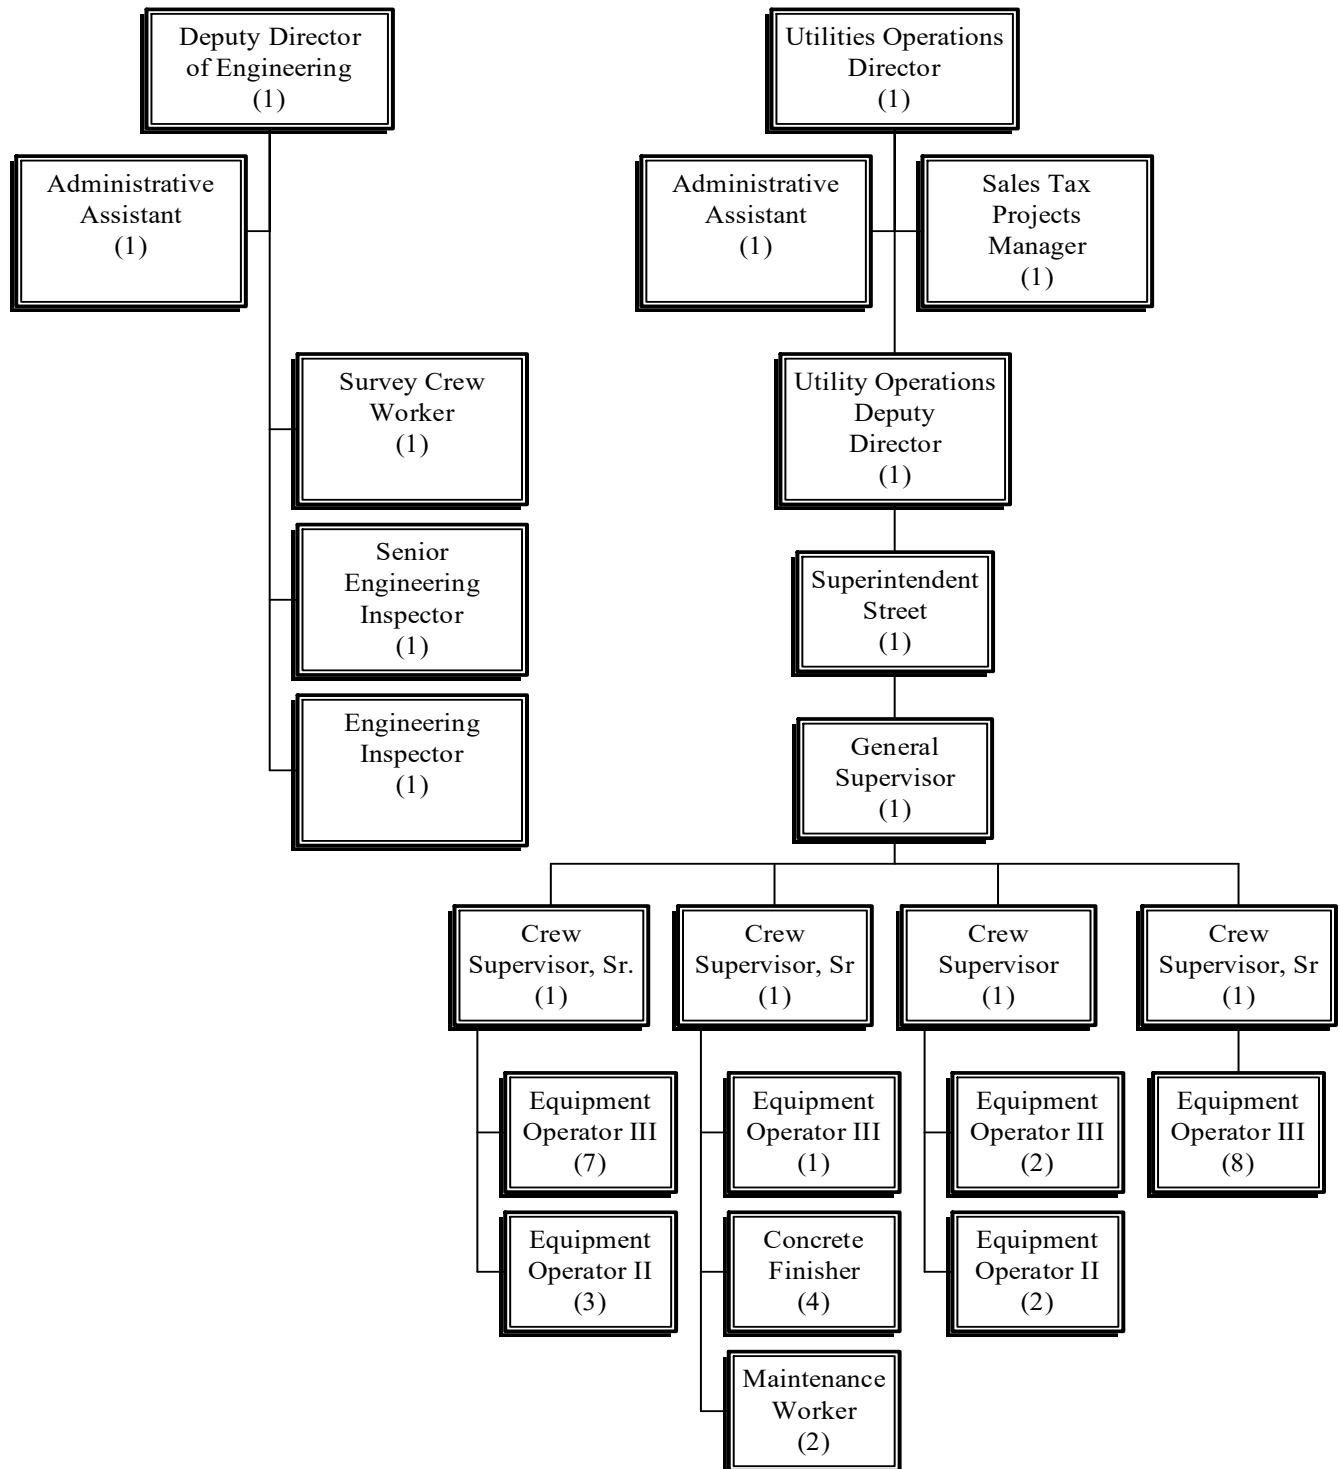 Deputy Director
of Engineering
(1)
Utilities Operations
Director
(1)
Administrative
Assistant
(1)
Administrative
Assistant
(1)
Sales Tax
Projects
Manager
(1)
Survey Crew
Worker
(1)
Utility Operations
Deputy
Director
(1)
Senior
Engineering
Inspector
(1)
Superintendent
Street
(1)
Engineering
Inspector
(1)
General
Supervisor
(1)
Crew
Supervisor, Sr.
(1)
Crew
Supervisor, Sr
(1)
Crew
Supervisor
(1)
Crew
Supervisor, Sr
(1)
Equipment
Operator III
(7)
Equipment
Operator III
(1)
Equipment
Operator III
(2)
Equipment
Operator III
(8)
Equipment
Operator II
(3)
Concrete
Finisher
(4)
Equipment
Operator II
(2)
Maintenance
Worker
(2)